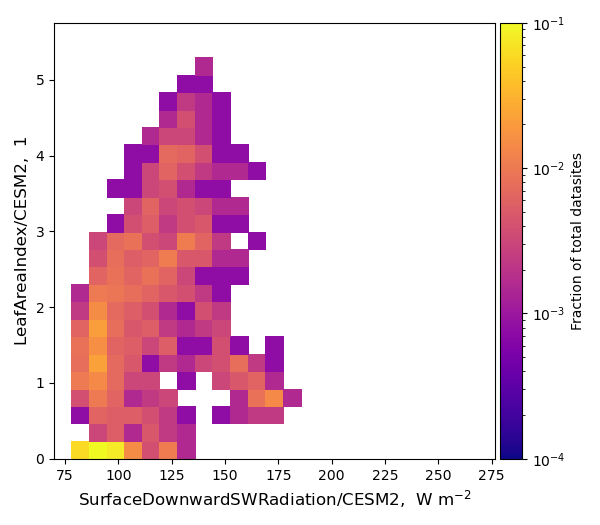 10⁻¹
5
4
10⁻²
3
2
10⁻³
1
0
10⁻⁴
75 100 125 150 175 200 225 250 275
SurfaceDownwardSWRadiation/CESM2, W m⁻²
LeafAreaIndex/CESM2, 1
Fraction of total datasites